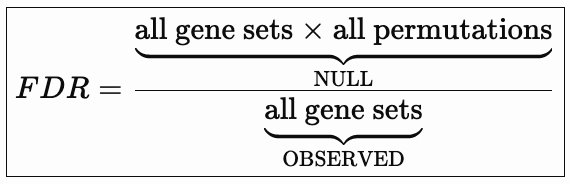 all gene sets × all permutations
NULL
FDR =
all gene sets
OBSERVED